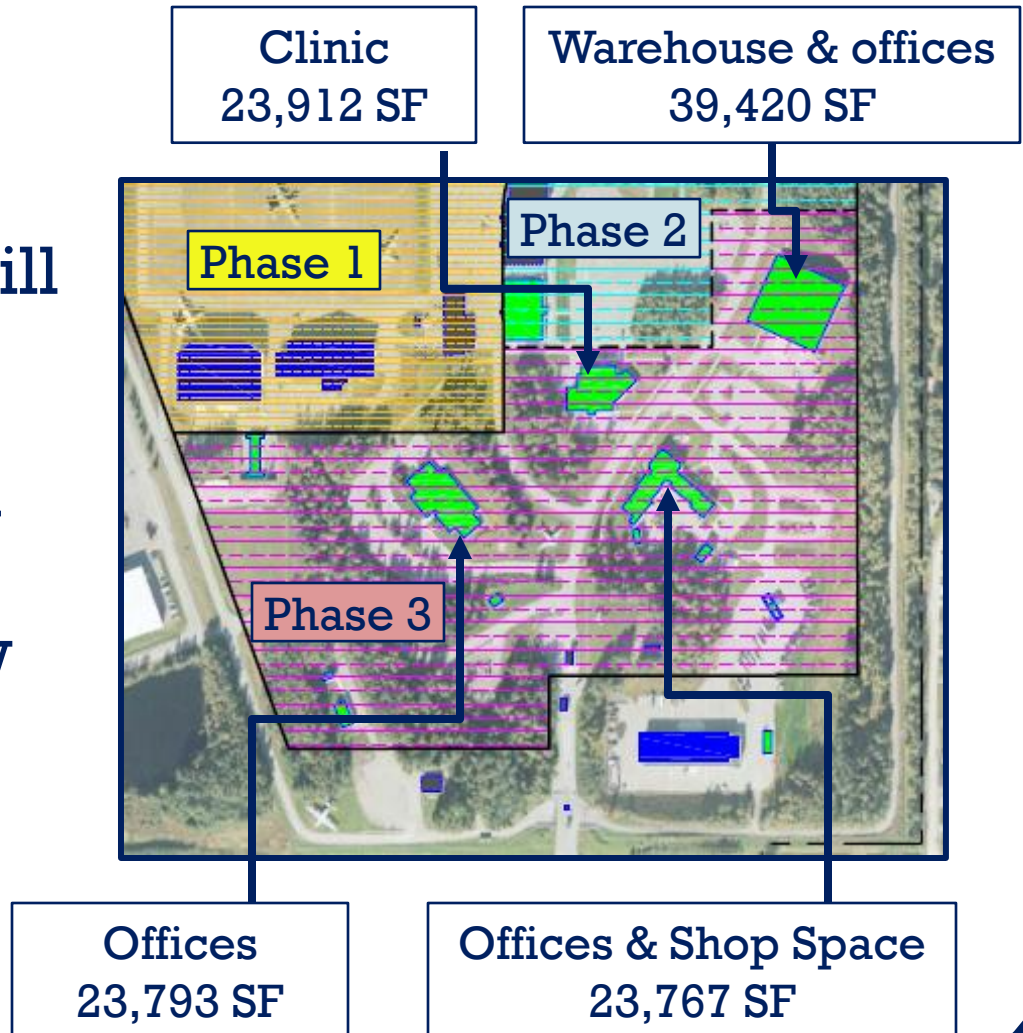 Clinic
23,912 SF
Warehouse & offices
39,420 SF
ill
Phase 1
Phase 2
y
Phase 3
Offices
23,793 SF
Offices & Shop Space
23,767 SF